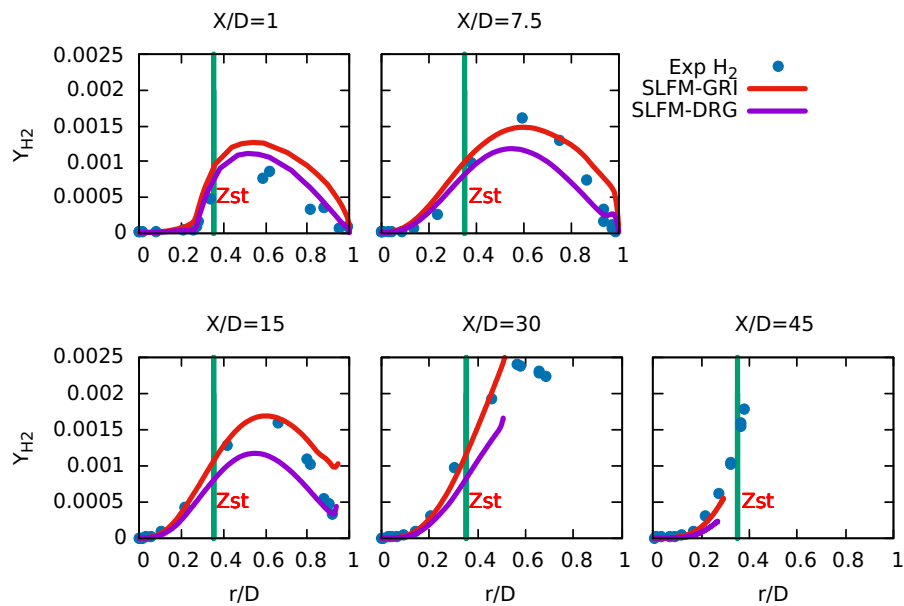 X/D=1
X/D=7.5
Exp H2
SLFM-GRI
SLFM-DRG
YH2
0.0025
0.002
0.0015
0.001
0.0005
0
Zst
Zst
0 0.2 0.4 0.6 0.8 1
0 0.2 0.4 0.6 0.8 1
X/D=15
X/D=30
X/D=45
YH2
0.0025
0.002
0.0015
0.001
0.0005
0
Zst
Zst
Zst
0 0.2 0.4 0.6 0.8 1
0 0.2 0.4 0.6 0.8 1
0 0.2 0.4 0.6 0.8 1
r/D
r/D
r/D